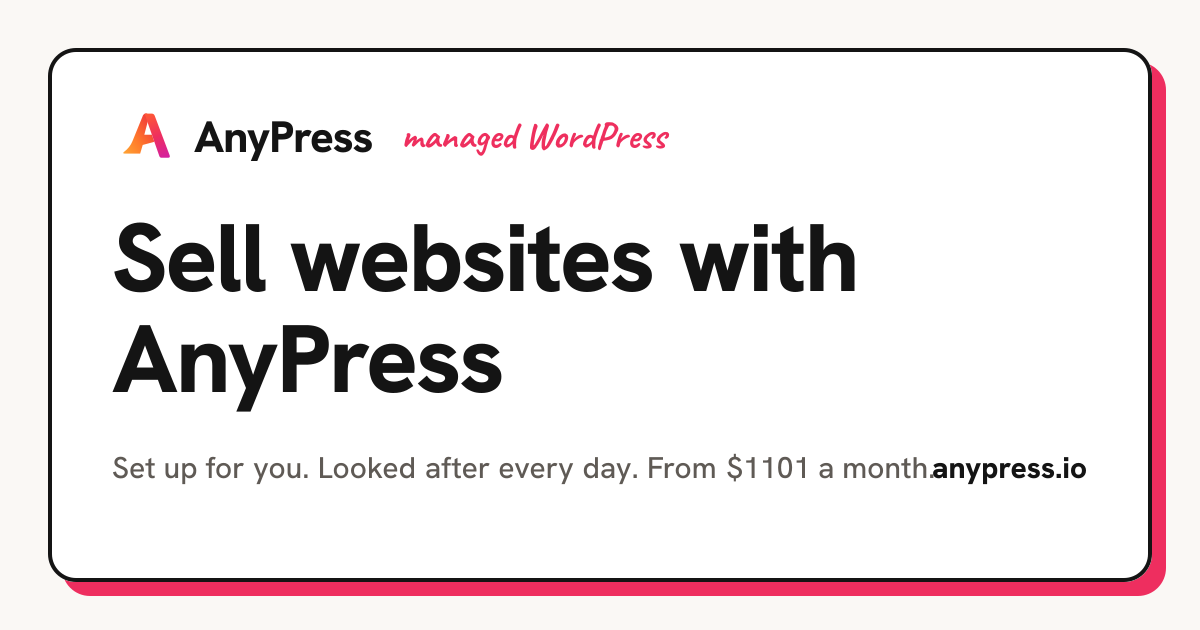 AnyPress managed WordPress
Sell websites with
AnyPress
Set up for you. Looked after every day. From $1101 a month. anypress.io